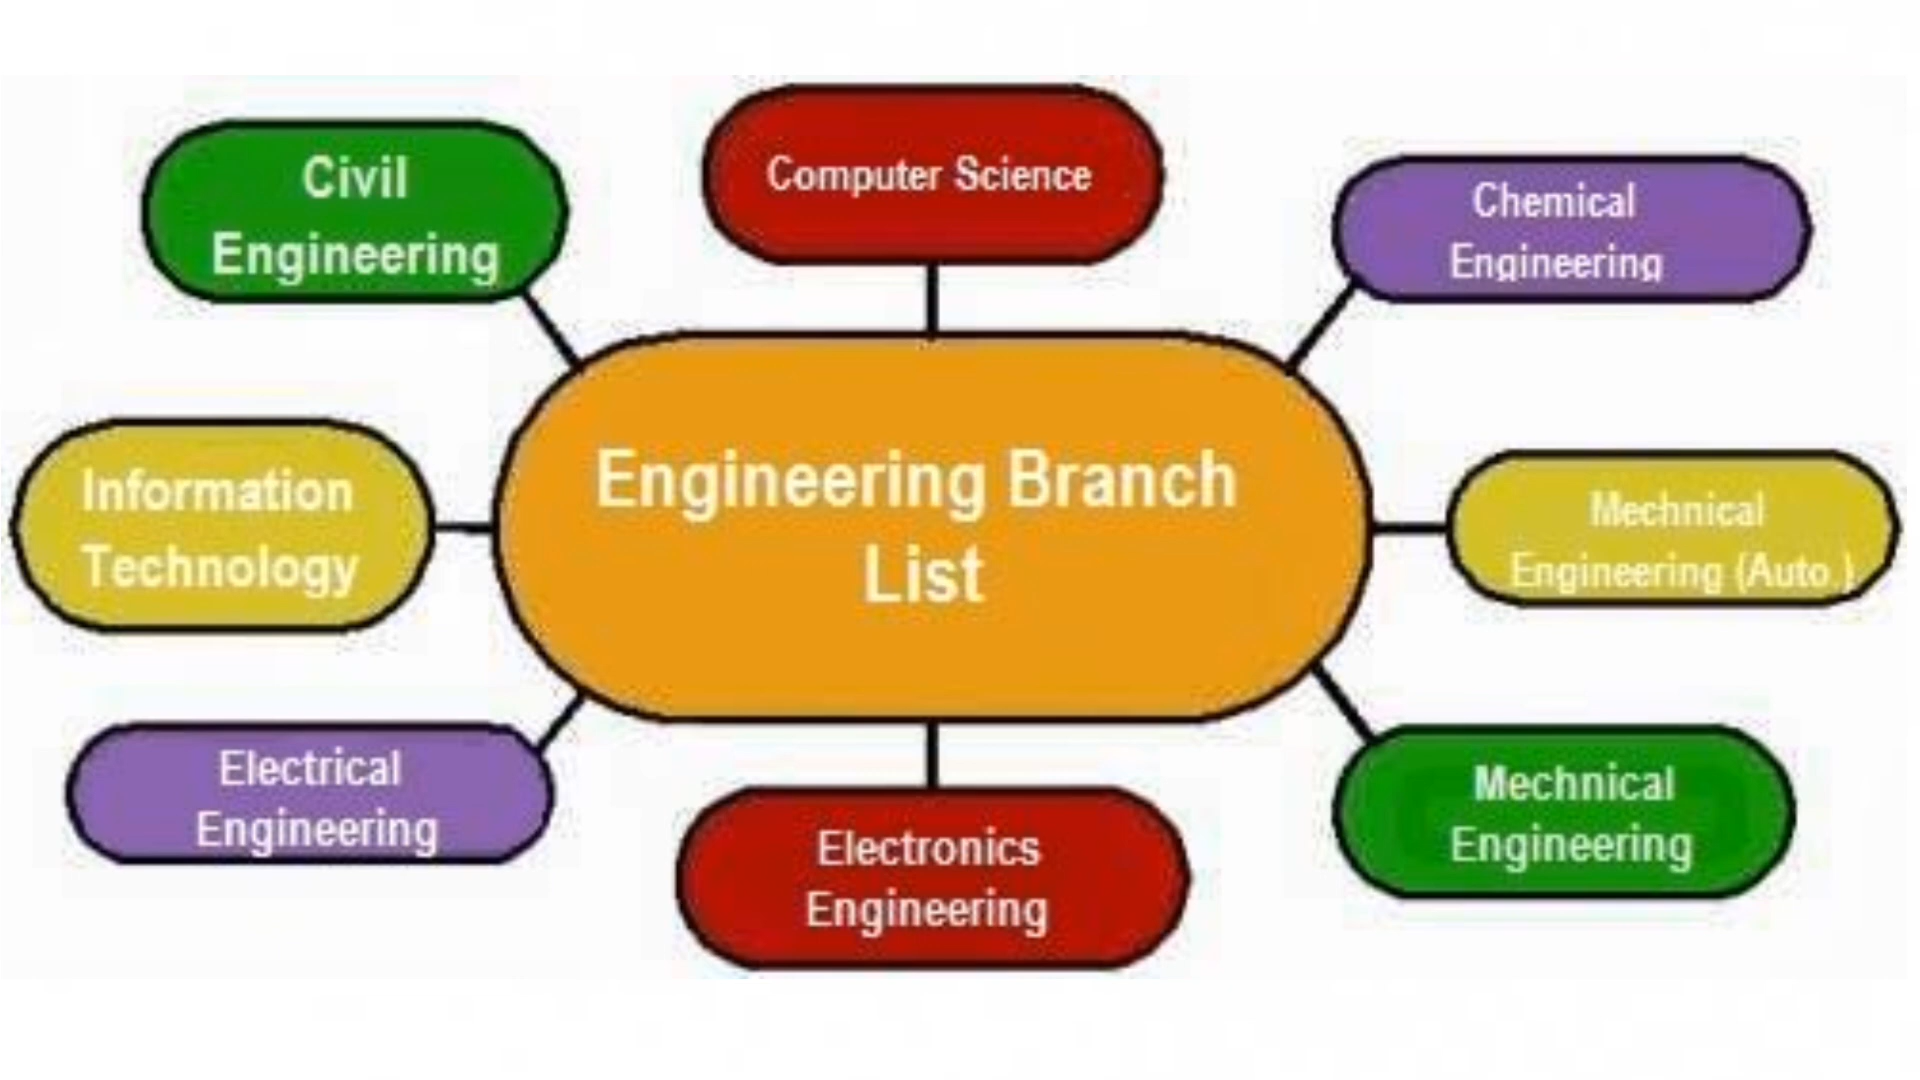 Civil
Engineering
Computer Science
Chemical
Engineering
Information
Technology
Engineering Branch
List
Mechnical
Engineering (Auto.)
Electrical
Engineering
Electronics
Engineering
Mechnical
Engineering